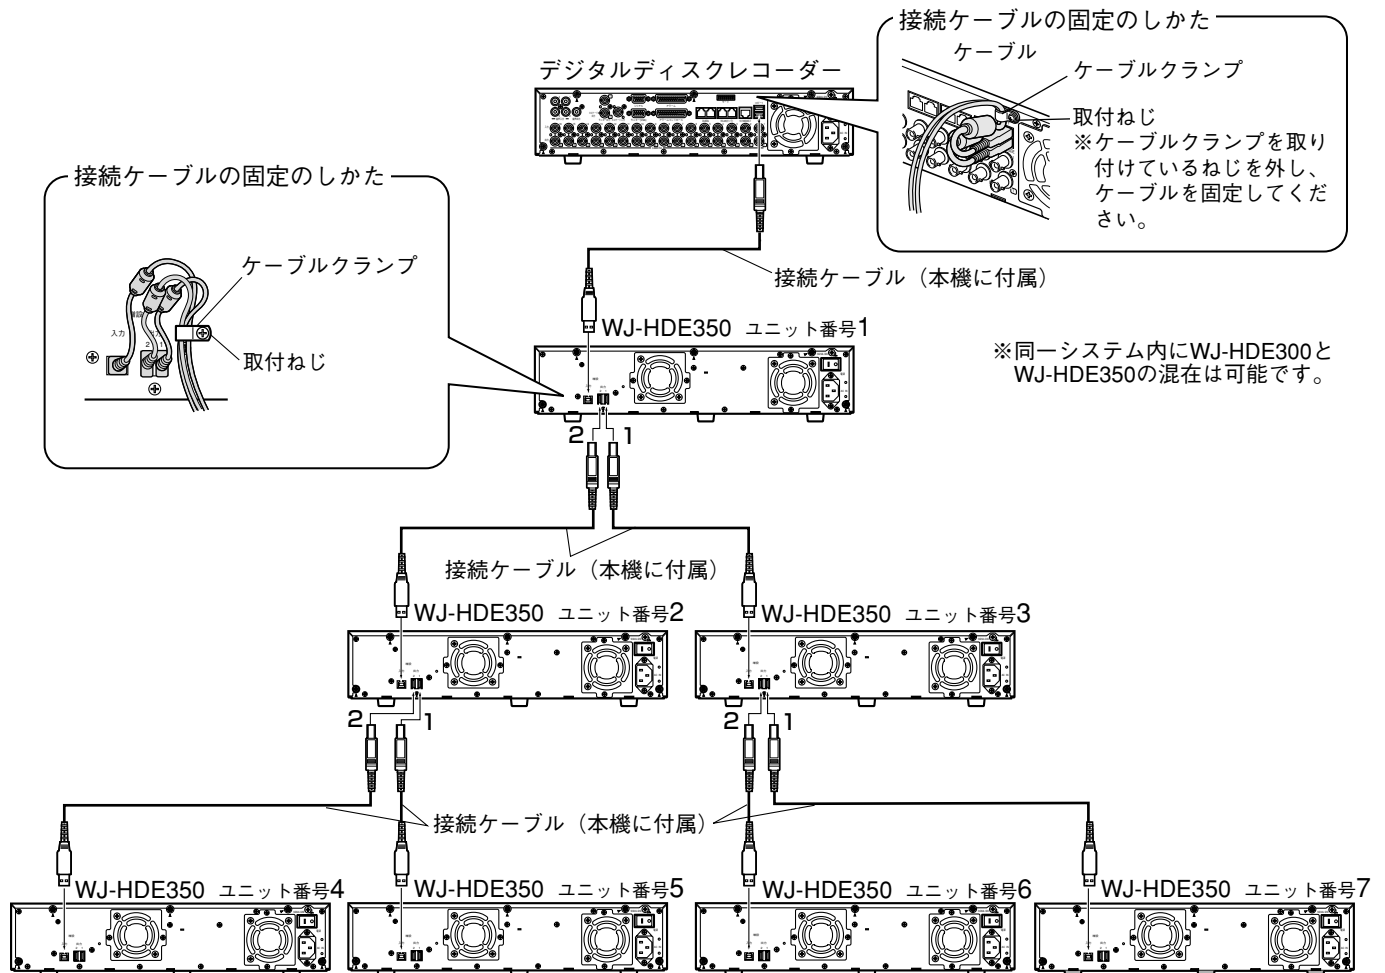 接続ケーブルの固定のしかた
ケーブル
ケーブルクランプ
取付ねじ
※ケーブルクランプを取り
付けているねじを外し、
ケーブルを固定してくだ
さい。
デジタルディスクレコーダー
接続ケーブルの固定のしかた
ケーブルクランプ
入力
2
取付ねじ
接続ケーブル（本機に付属）
WJ-HDE350 ユニット番号1
※同一システム内にWJ-HDE300と
WJ-HDE350の混在は可能です。
2 1
接続ケーブル（本機に付属）
WJ-HDE350 ユニット番号2
WJ-HDE350 ユニット番号3
2 1
2 1
接続ケーブル（本機に付属）
WJ-HDE350 ユニット番号4
WJ-HDE350 ユニット番号5
WJ-HDE350 ユニット番号6
WJ-HDE350 ユニット番号7